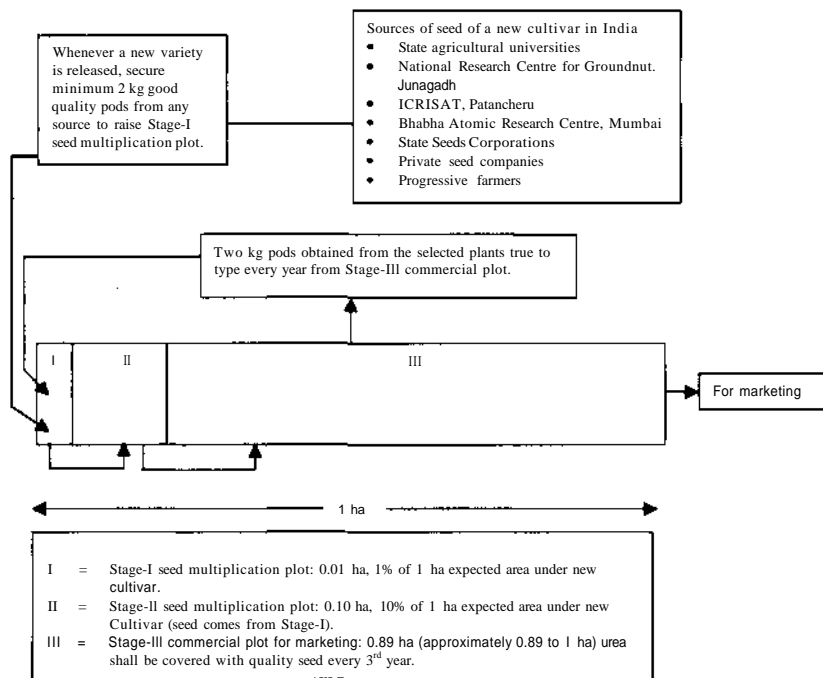 Whenever a new variety
is released, secure
minimum 2 kg good
quality pods from any
source to raise Stage-I
seed multiplication plot.
Sources of seed of a new cultivar in India
State agricultural universities
National Research Centre for Groundnut.
Junagadh
ICRISAT, Patancheru
Bhabha Atomic Research Centre, Mumbai
State Seeds Corporations
Private seed companies
Progressive farmers
Two kg pods obtained from the selected plants true to
type every year from Stage-III commercial plot.
I II III
For marketing
1 ha
I = Stage-I seed multiplication plot: 0.01 ha, 1% of 1 ha expected area under new
cultivar.
II = Stage-II seed multiplication plot: 0.10 ha, 10% of 1 ha expected area under new
Cultivar (seed comes from Stage-I).
III = Stage-III commercial plot for marketing: 0.89 ha (approximately 0.89 to I ha) urea
shall be covered with quality seed every 3rd year.